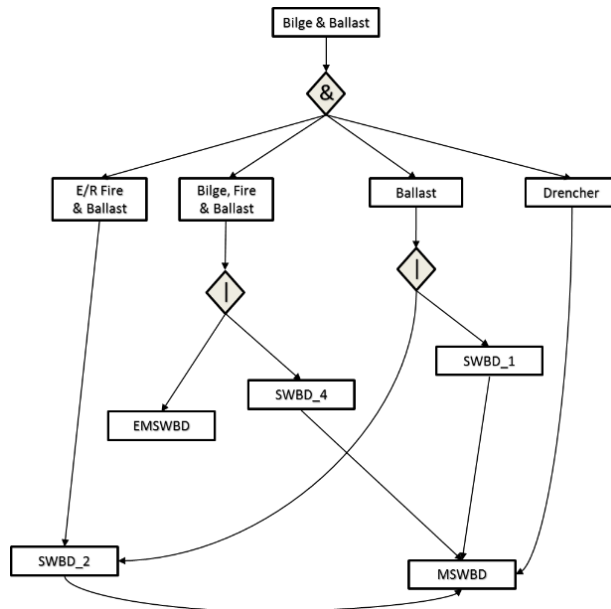 Bilge & Ballast
&
E/R Fire
& Ballast
Bilge, Fire
& Ballast
Ballast
Drencher
|
|
SWBD_1
SWBD_4
EMSWBD
SWBD_2
MSWBD